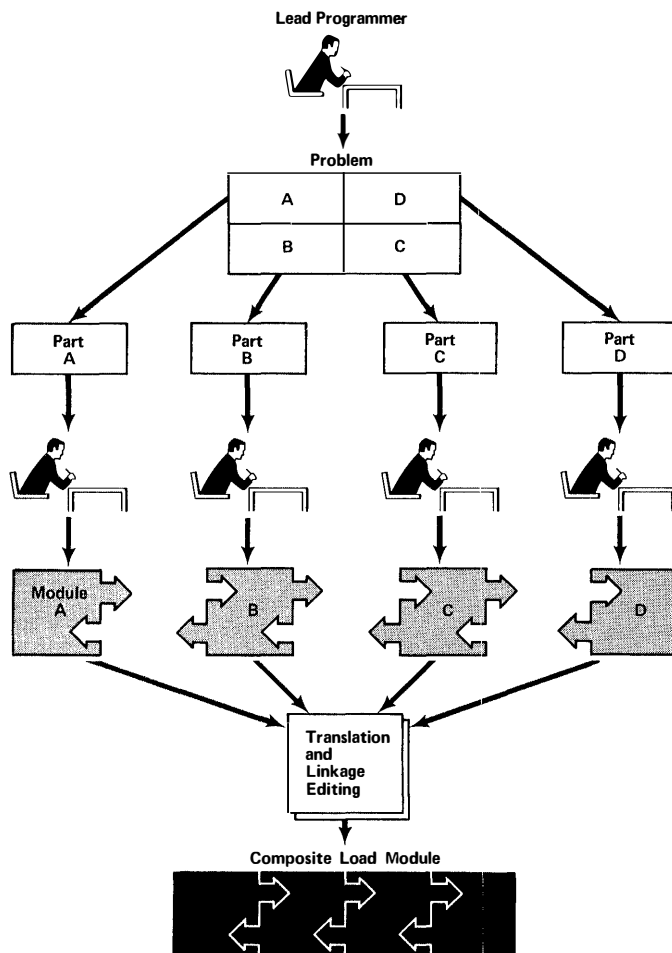 Lead Programmer
Problem
A
D
B
C
Part
A
Part
B
Part
C
Part
D
Module
A
B
C
D
Translation
and
Linkage
Editing
Composite Load Module